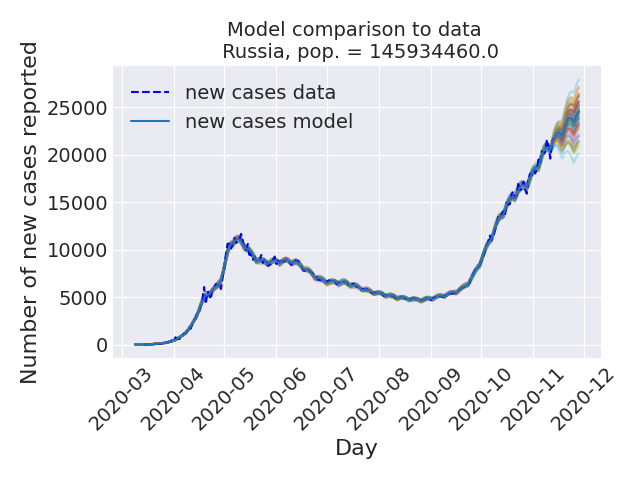 Model comparison to data
Russia, pop. = 145934460.0
Number of new cases reported
25000
20000
15000
10000
5000
0
new cases data
new cases model
2020-03
2020-04
2020-05
2020-06
2020-07
2020-08
2020-09
2020-10
2020-11
2020-12
Day